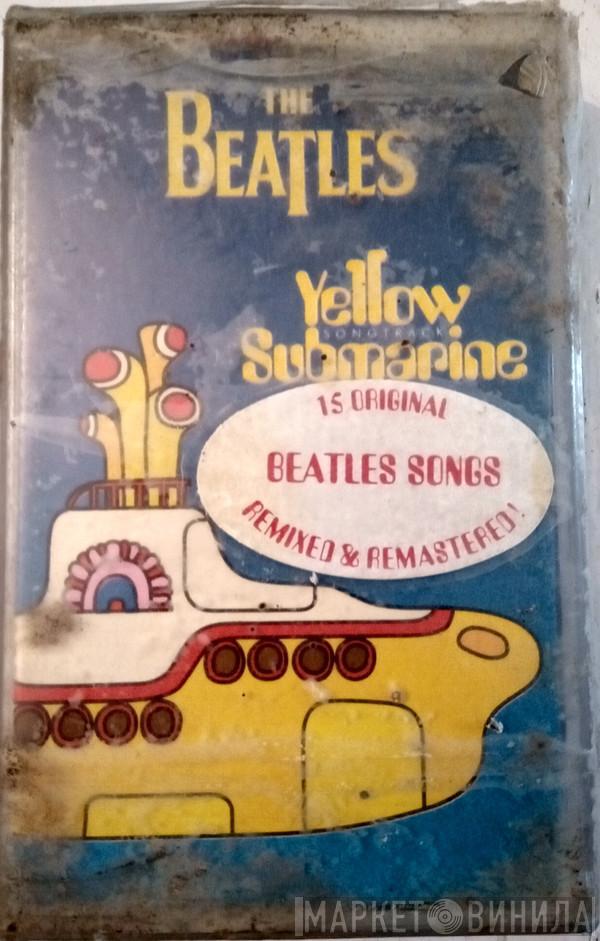 THE
BEATLES
Yellow
SONGTRACK
Submarine
15 ORIGINAL
BEATLES SONGS
REMIXED & REMASTERED!
МАРКЕТ ВИНИЛА